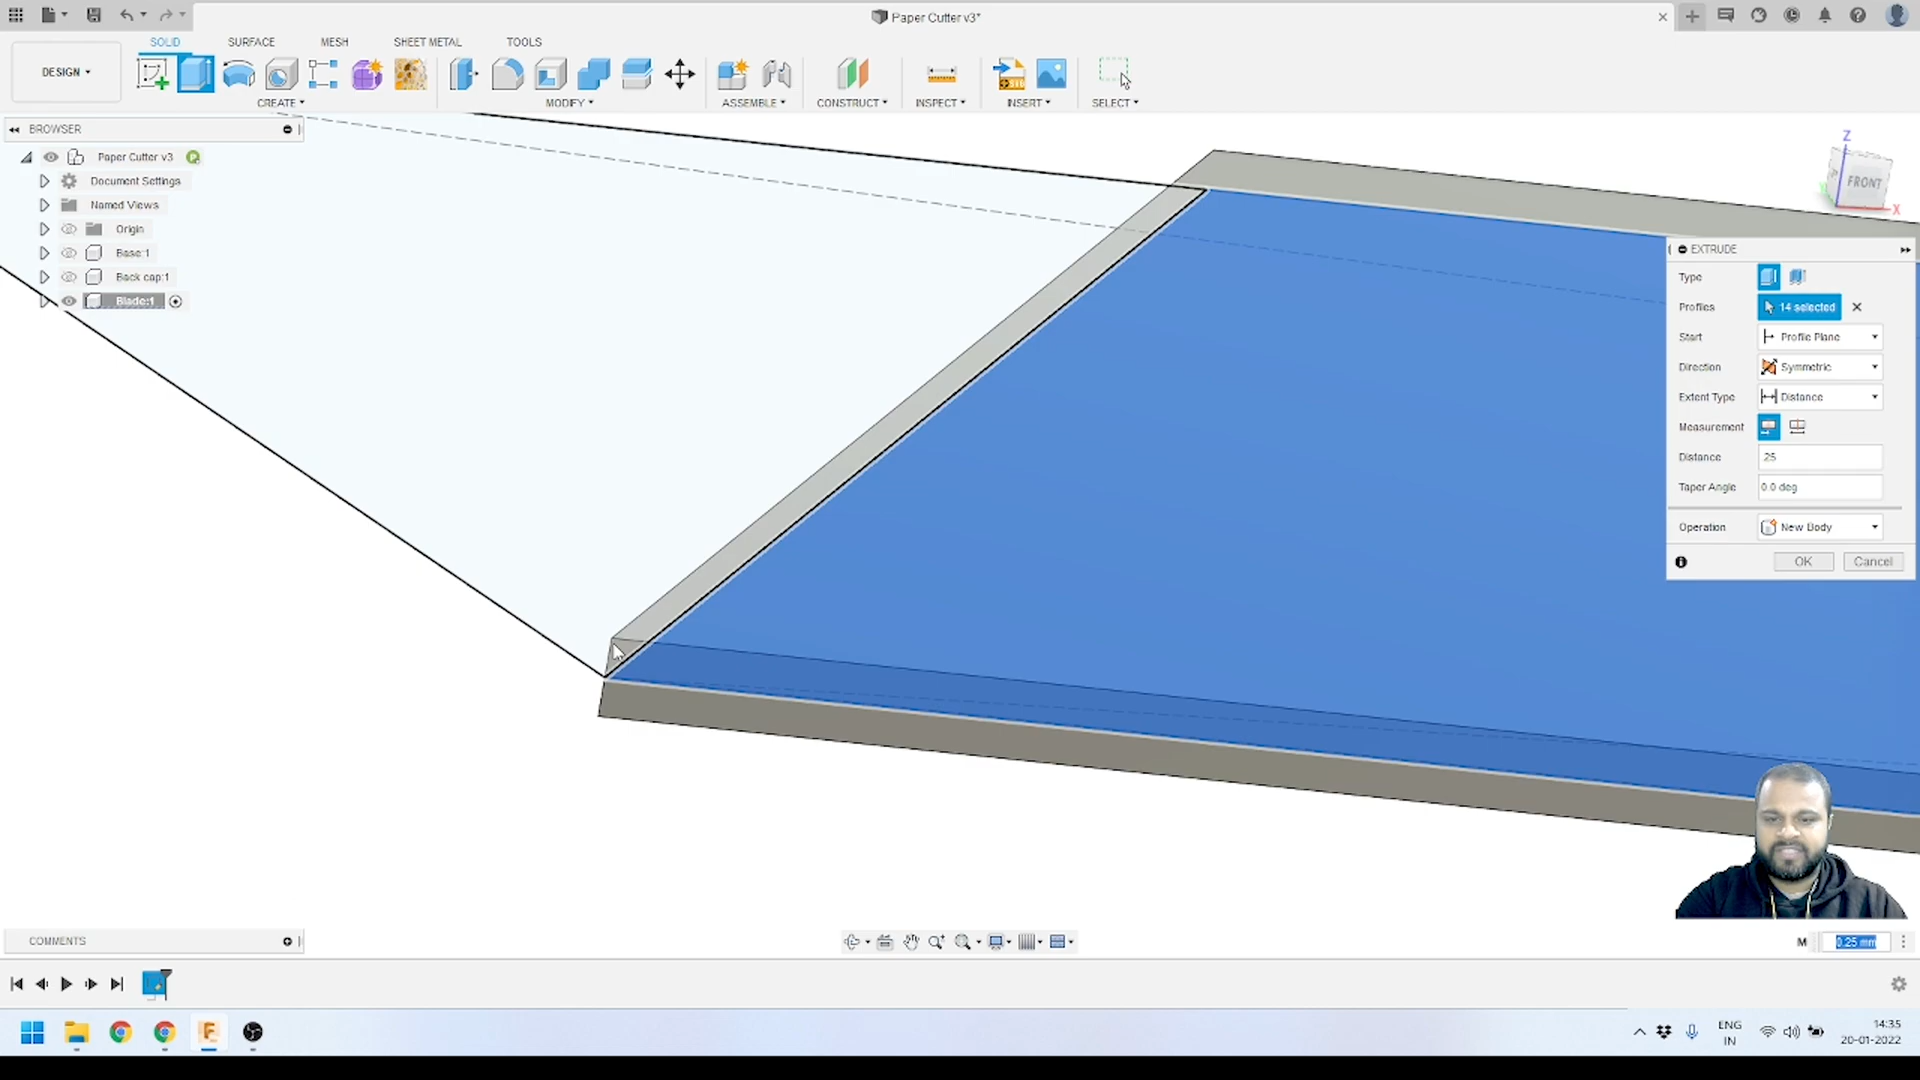 Paper Cutter v3*
DESIGN
SOLID
SURFACE
MESH
SHEET METAL
TOOLS
CREATE
MODIFY
ASSEMBLE
CONSTRUCT
INSPECT
INSERT
SELECT
BROWSER
Paper Cutter v3
Document Settings
Named Views
Origin
Base:1
Back cap:1
Blade:1
Z
FRONT
X
EXTRUDE
Type
Profiles
14 selected
Start
Profile Plane
Direction
Symmetric
Extent Type
Distance
Measurement
Distance
.25
Taper Angle
0.0 deg
Operation
New Body
OK
Cancel
COMMENTS
M
0.25 mm
ENG
IN
14:35
20-01-2022